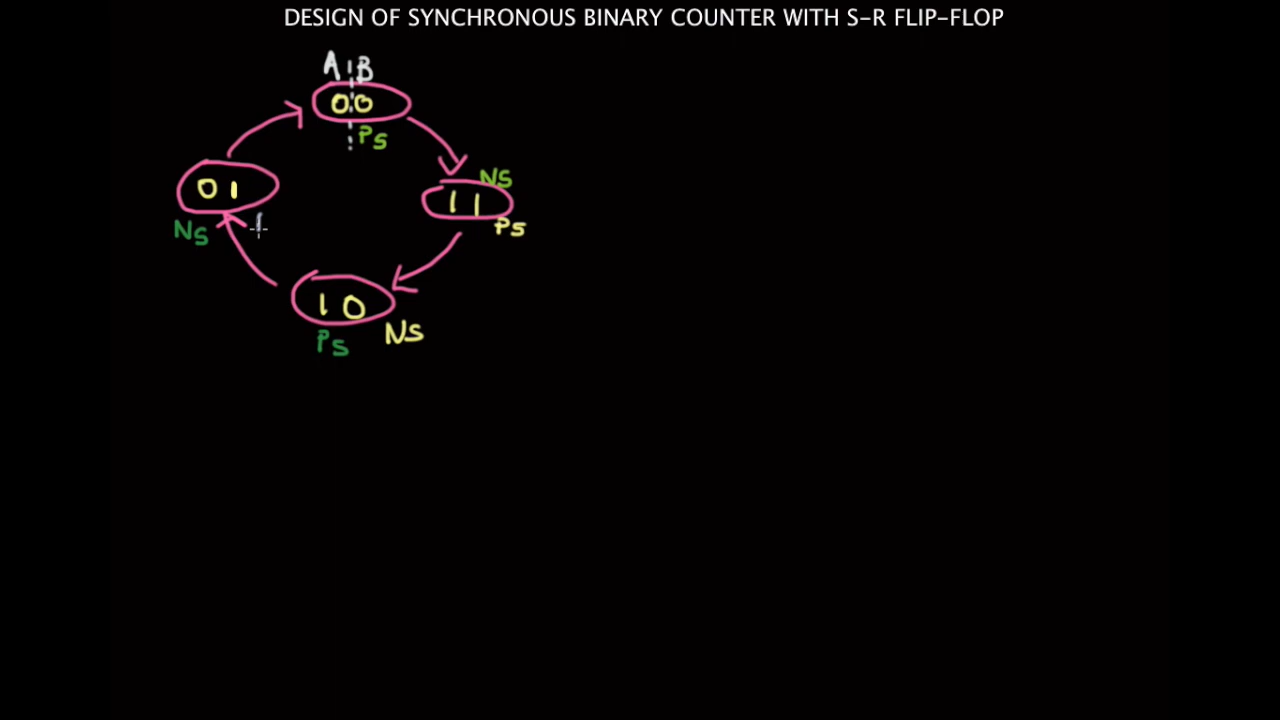 DESIGN OF SYNCHRONOUS BINARY COUNTER WITH S-R FLIP-FLOP
A B
00
PS
01
NS
NS
11
PS
10
PS
NS